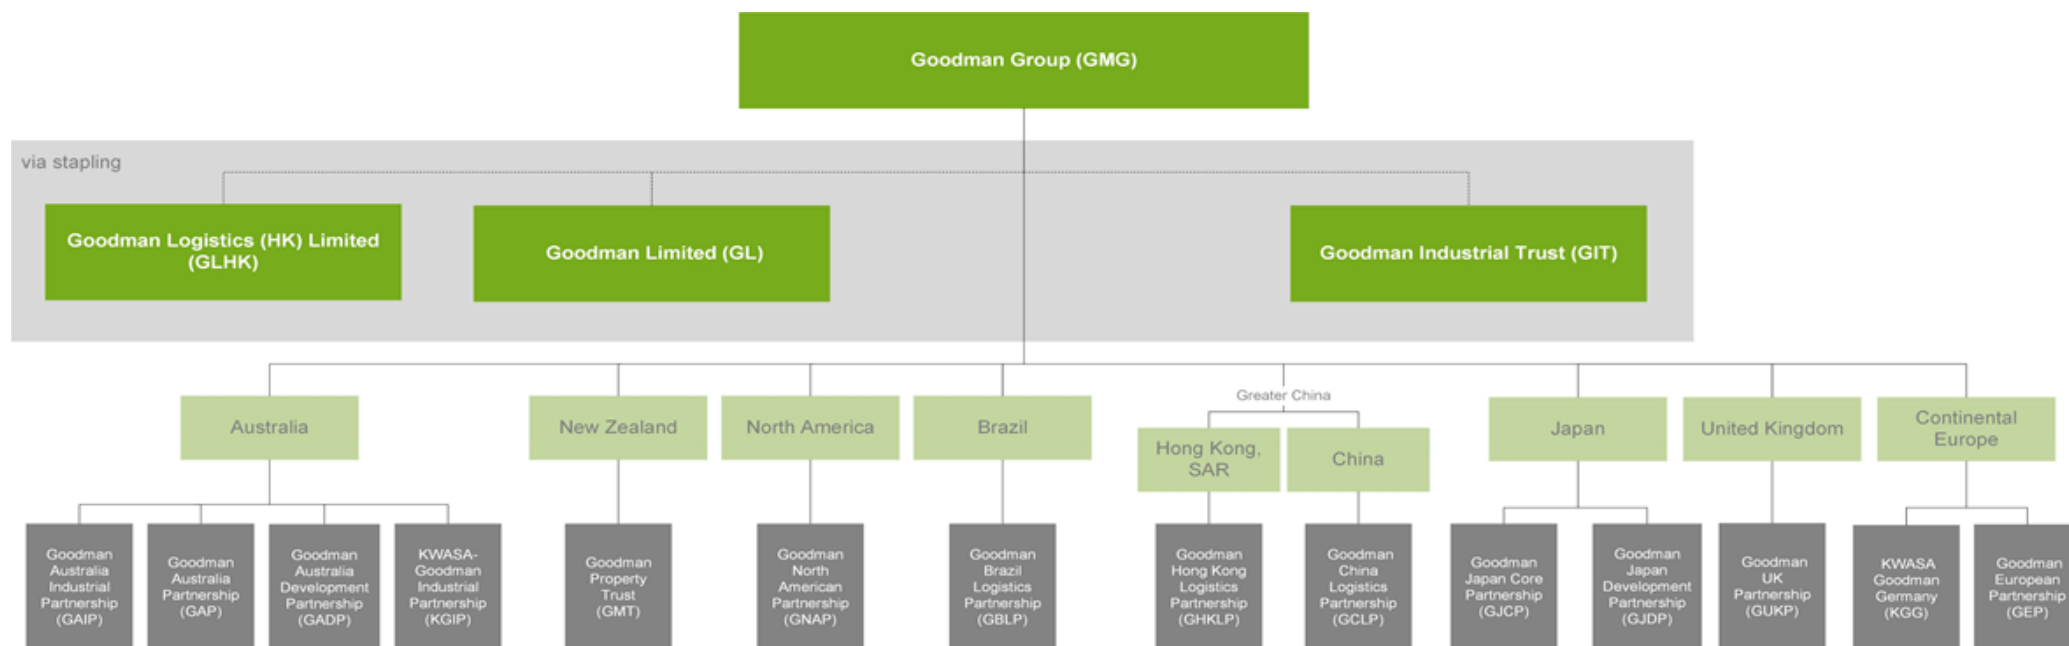 Goodman Group (GMG)
via stapling
Goodman Logistics (HK) Limited
(GLHK)
Goodman Limited (GL)
Goodman Industrial Trust (GIT)
Greater China
Australia
New Zealand
North America
Brazil
Hong Kong,
SAR
China
Japan
United Kingdom
Continental
Europe
Goodman
Australia
Industrial
Partnership
(GAIP)
Goodman
Australia
Partnership
(GAP)
Goodman
Australia
Development
Partnership
(GADP)
KWASA-
Goodman
Industrial
Partnership
(KGIP)
Goodman
Property
Trust
(GMT)
Goodman
North
American
Partnership
(GNAP)
Goodman
Brazil
Logistics
Partnership
(GBLP)
Goodman
Hong Kong
Logistics
Partnership
(GHKLP)
Goodman
China
Logistics
Partnership
(GCLP)
Goodman
Japan Core
Partnership
(GJCP)
Goodman
Japan
Development
Partnership
(GJDP)
Goodman
UK
Partnership
(GUKP)
KWASA
Goodman
Germany
(KGG)
Goodman
European
Partnership
(GEP)